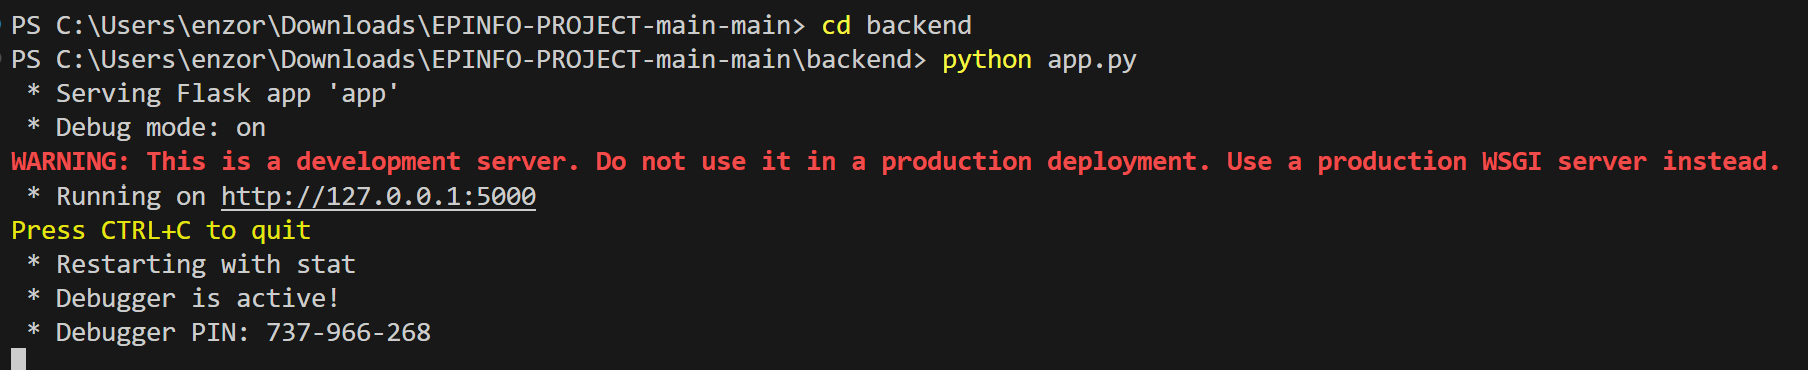 PS C:\Users\enzor\Downloads\EPINFO-PROJECT-main-main> cd backend
PS C:\Users\enzor\Downloads\EPINFO-PROJECT-main-main\backend> python app.py
 * Serving Flask app 'app'
 * Debug mode: on
WARNING: This is a development server. Do not use it in a production deployment. Use a production WSGI server instead.
 * Running on http://127.0.0.1:5000
Press CTRL+C to quit
 * Restarting with stat
 * Debugger is active!
 * Debugger PIN: 737-966-268